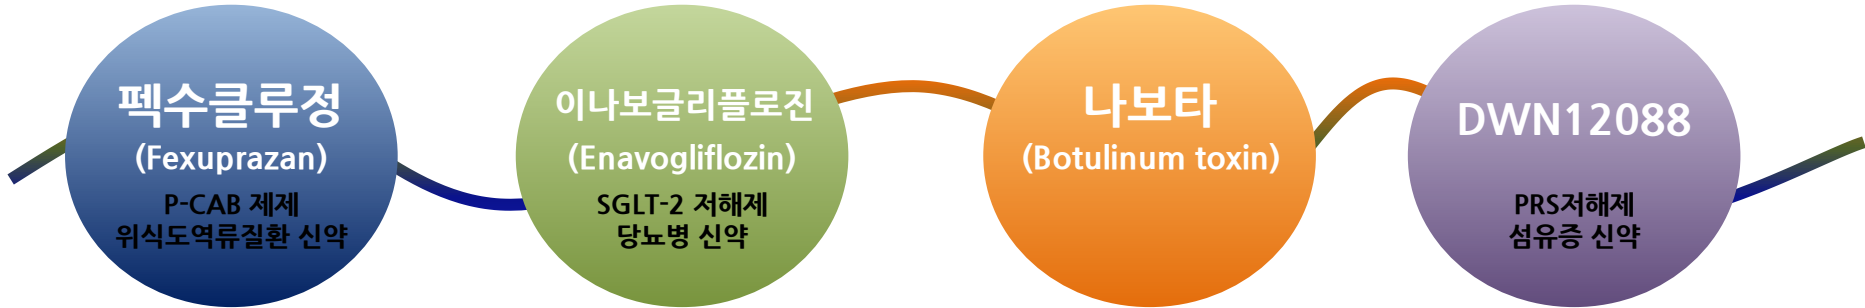 펙수클루정
(Fexuprazan)
P-CAB 제제
위식도역류질환 신약
이나보글리플로진
(Enavogliflozin)
SGLT-2 저해제
당뇨병 신약
나보타
(Botulinum toxin)
DWN12088
PRS저해제
섬유증 신약